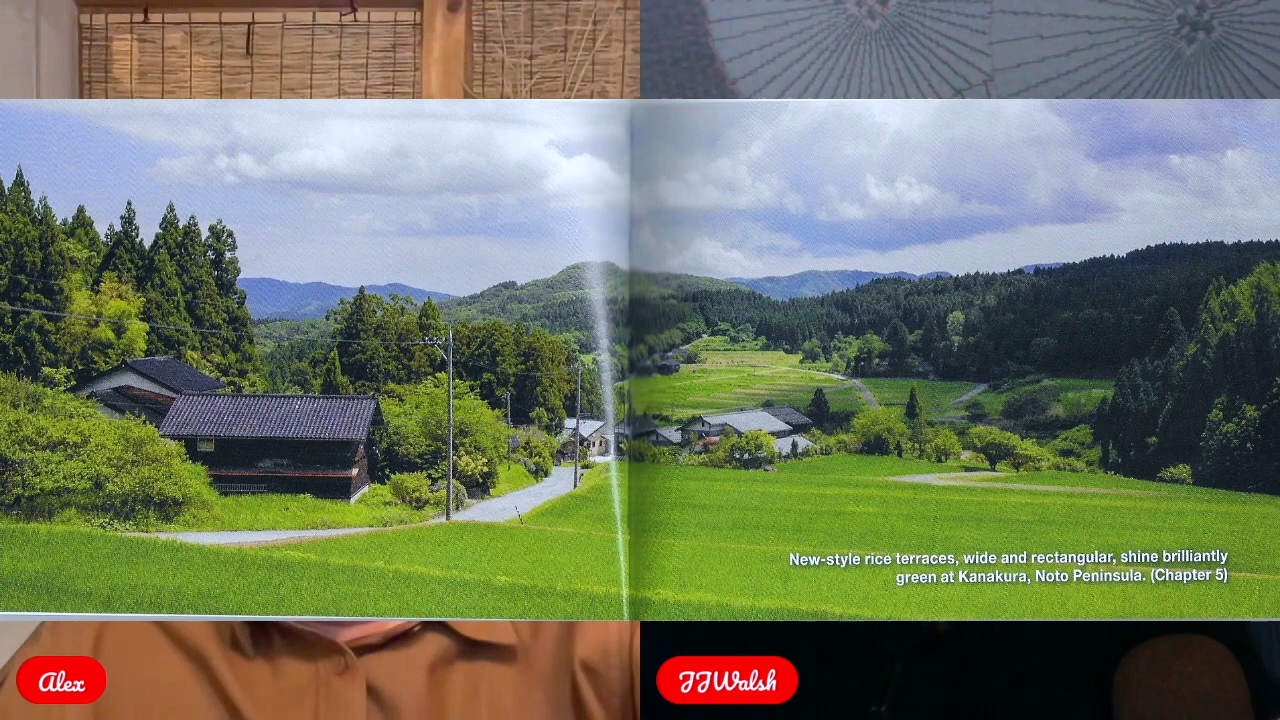 New-style rice terraces, wide and rectangular, shine brilliantly
green at Kanakura, Noto Peninsula. (Chapter 5)
Alex
JJWalsh